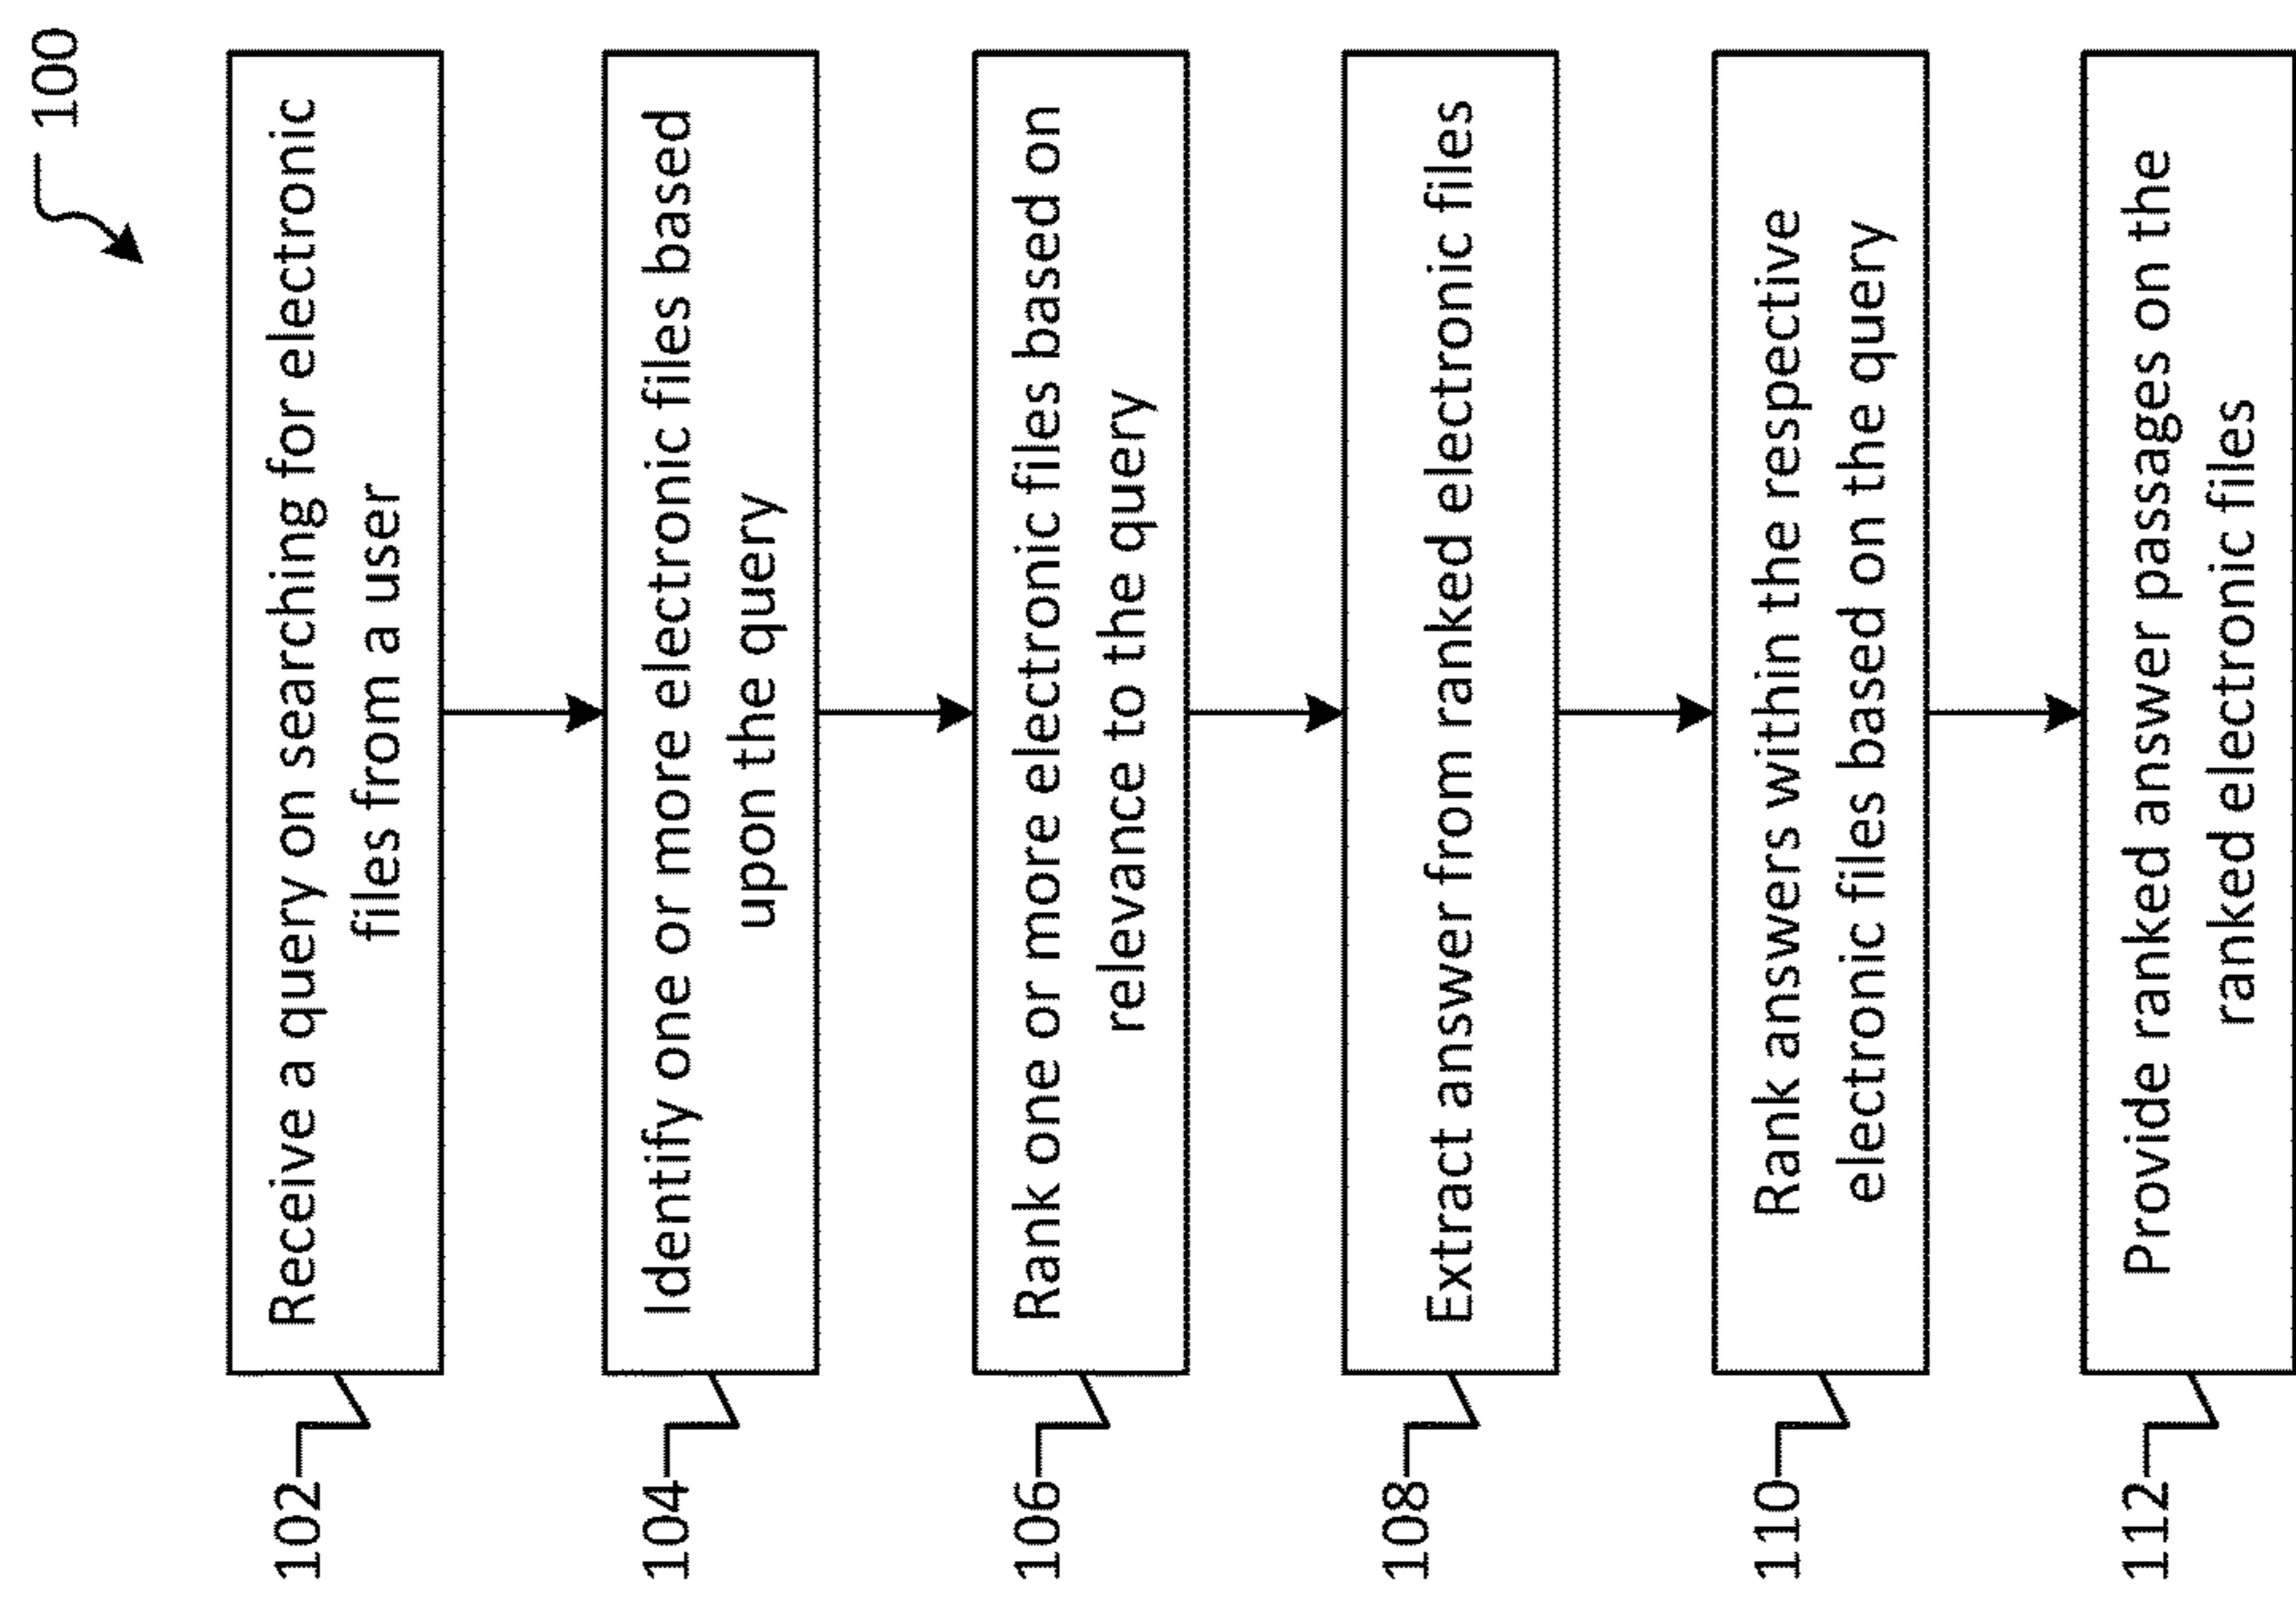 100
102
Receive a query on searching for electronic
files from a user
104
Identify one or more electronic files based
upon the query
106
Rank one or more electronic files based on
relevance to the query
108
Extract answer from ranked electronic files
110
Rank answers within the respective
electronic files based on the query
112
Provide ranked answer passages on the
ranked electronic files